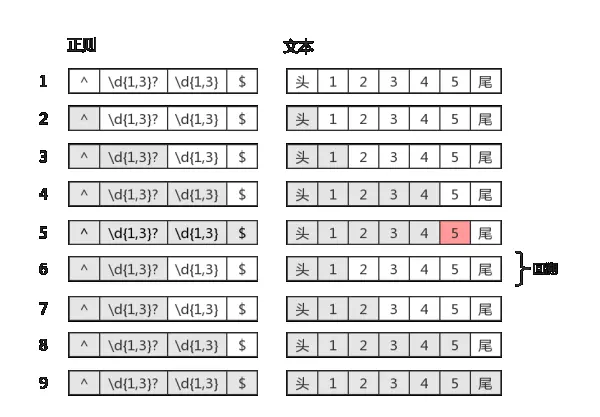 正则 文本
1 ^ \d{1,3}? \d{1,3} $ 头 1 2 3 4 5 尾
2 ^ \d{1,3}? \d{1,3} $ 头 1 2 3 4 5 尾
3 ^ \d{1,3}? \d{1,3} $ 头 1 2 3 4 5 尾
4 ^ \d{1,3}? \d{1,3} $ 头 1 2 3 4 5 尾
5 ^ \d{1,3}? \d{1,3} $ 头 1 2 3 4 5 尾
6 ^ \d{1,3}? \d{1,3} $ 头 1 2 3 4 5 尾
7 ^ \d{1,3}? \d{1,3} $ 头 1 2 3 4 5 尾
8 ^ \d{1,3}? \d{1,3} $ 头 1 2 3 4 5 尾
9 ^ \d{1,3}? \d{1,3} $ 头 1 2 3 4 5 尾